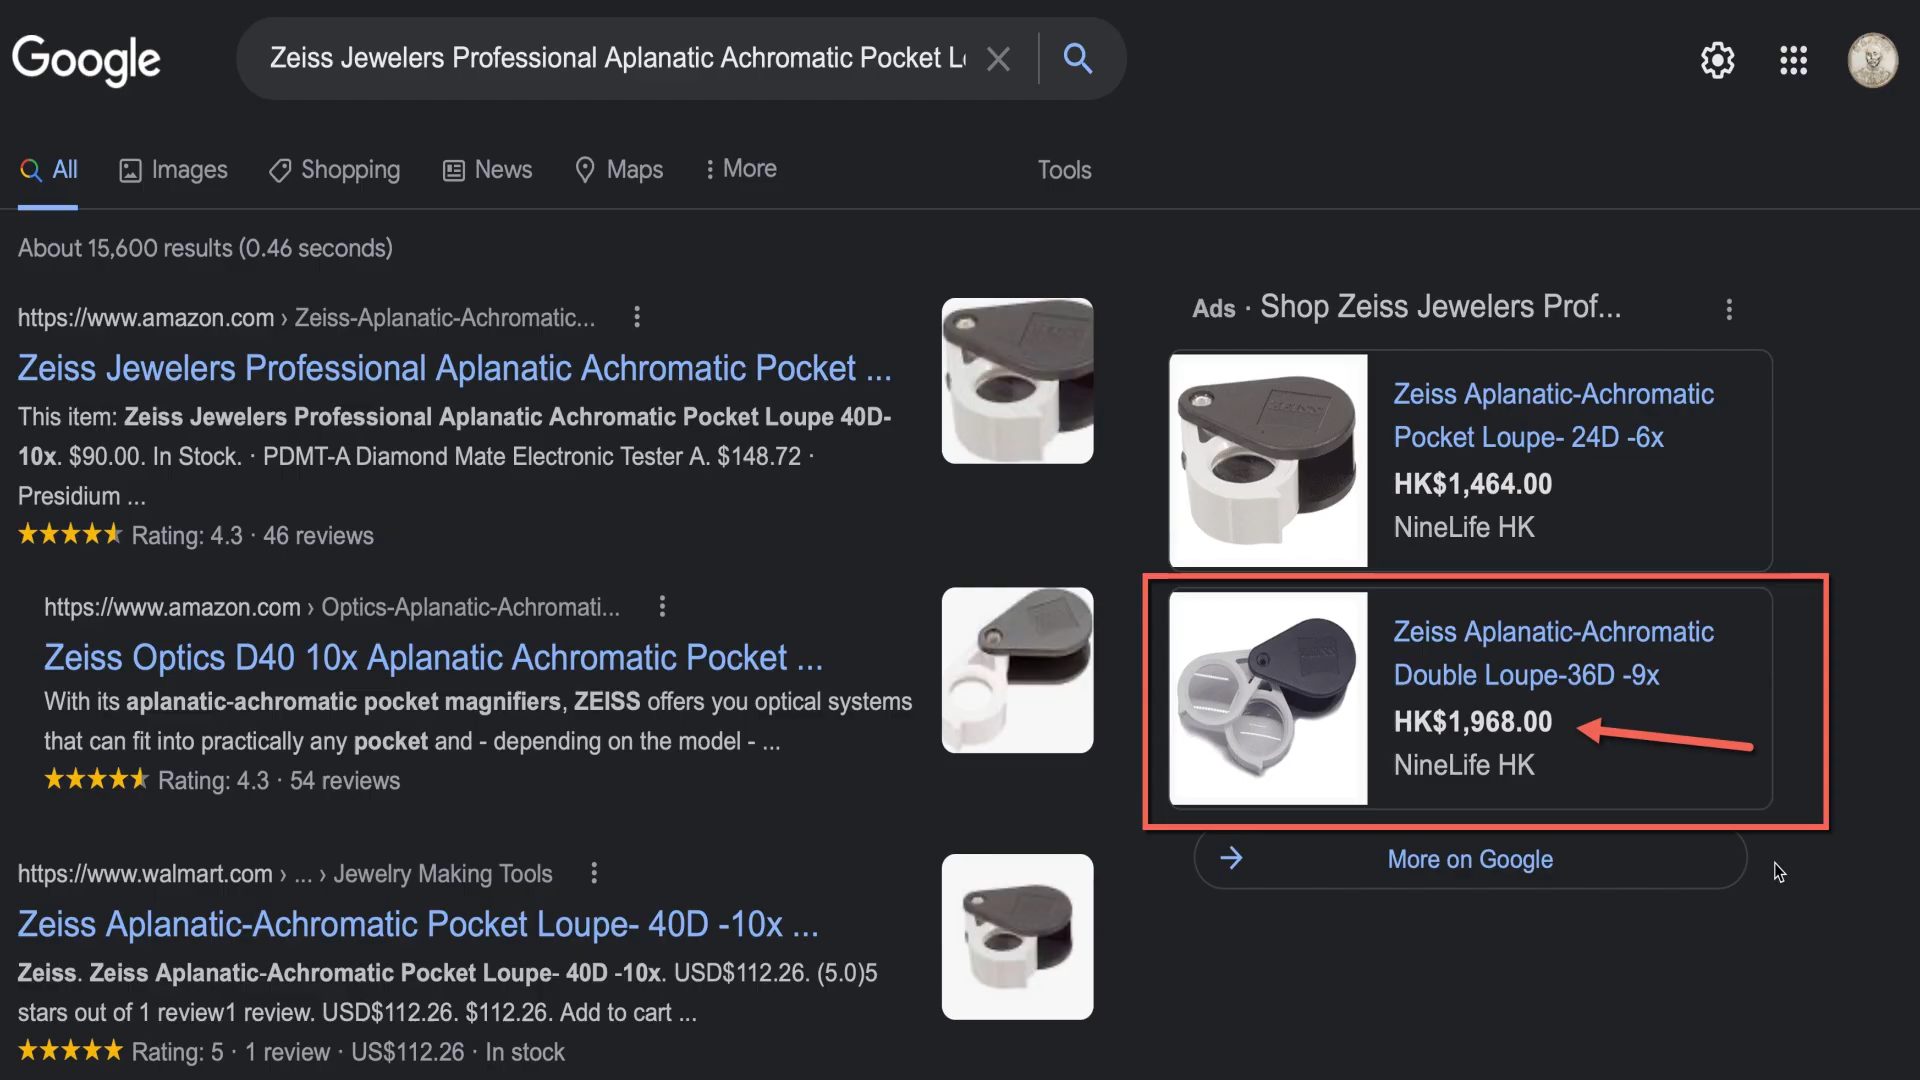 Google
Zeiss Jewelers Professional Aplanatic Achromatic Pocket L
All
Images
Shopping
News
Maps
More
Tools
About 15,600 results (0.46 seconds)
https://www.amazon.com › Zeiss-Aplanatic-Achromatic...
Zeiss Jewelers Professional Aplanatic Achromatic Pocket ...
This item: Zeiss Jewelers Professional Aplanatic Achromatic Pocket Loupe 40D-
10x. $90.00. In Stock. · PDMT-A Diamond Mate Electronic Tester A. $148.72 ·
Presidium ...
Rating: 4.3 · 46 reviews
https://www.amazon.com › Optics-Aplanatic-Achromati...
Zeiss Optics D40 10x Aplanatic Achromatic Pocket ...
With its aplanatic-achromatic pocket magnifiers, ZEISS offers you optical systems
that can fit into practically any pocket and - depending on the model - ...
Rating: 4.3 · 54 reviews
https://www.walmart.com › ... › Jewelry Making Tools
Zeiss Aplanatic-Achromatic Pocket Loupe- 40D -10x ...
Zeiss. Zeiss Aplanatic-Achromatic Pocket Loupe- 40D -10x. USD$112.26. (5.0)5
stars out of 1 review1 review. USD$112.26. $112.26. Add to cart ...
Rating: 5 · 1 review · US$112.26 · In stock
Ads · Shop Zeiss Jewelers Prof...
Zeiss Aplanatic-Achromatic
Pocket Loupe- 24D -6x
HK$1,464.00
NineLife HK
Zeiss Aplanatic-Achromatic
Double Loupe-36D -9x
HK$1,968.00
NineLife HK
More on Google